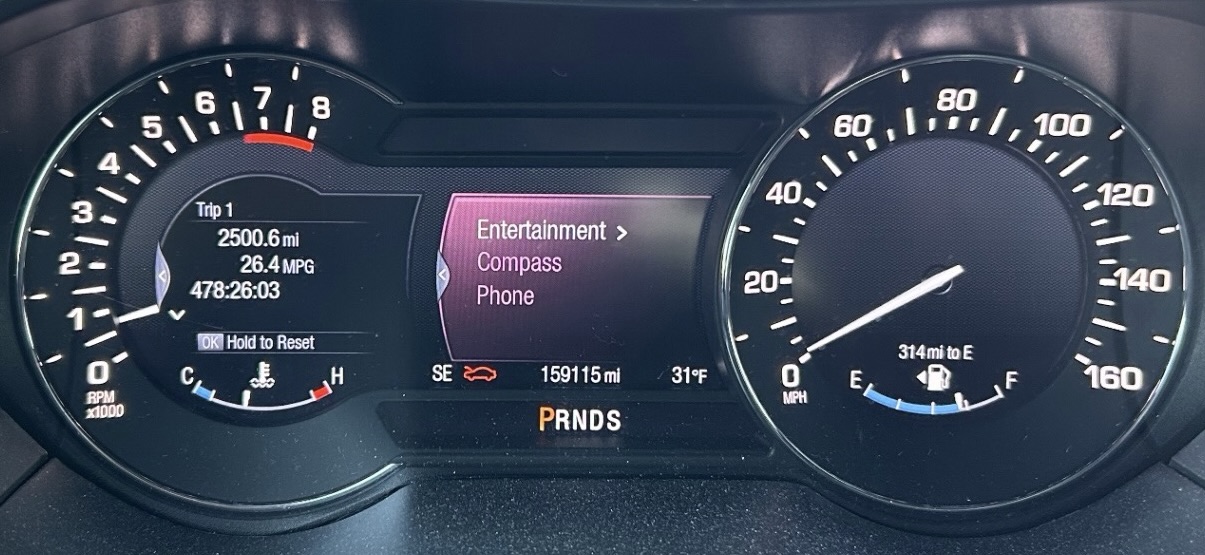 8
7
6
5
4
3
2
1
0
RPM
x1000
Trip 1
2500.6 mi
26.4 MPG
478:26:03
OK Hold to Reset
C H
Entertainment >
Compass
Phone
SE 159115 mi 31°F
PRNDS
0
MPH
20
40
60
80
100
120
140
160
314 mi to E
E F